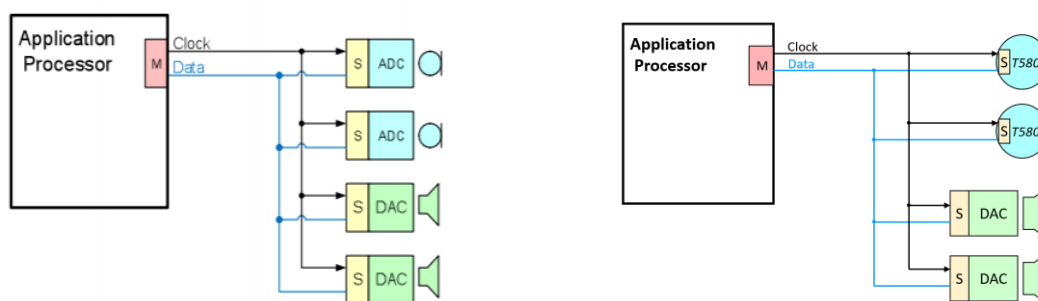 Application
Processor
M
Clock
Data
S
ADC
S
ADC
S
DAC
S
DAC
Application
Processor
M
Clock
Data
S
T580
S
T580
S
DAC
S
DAC